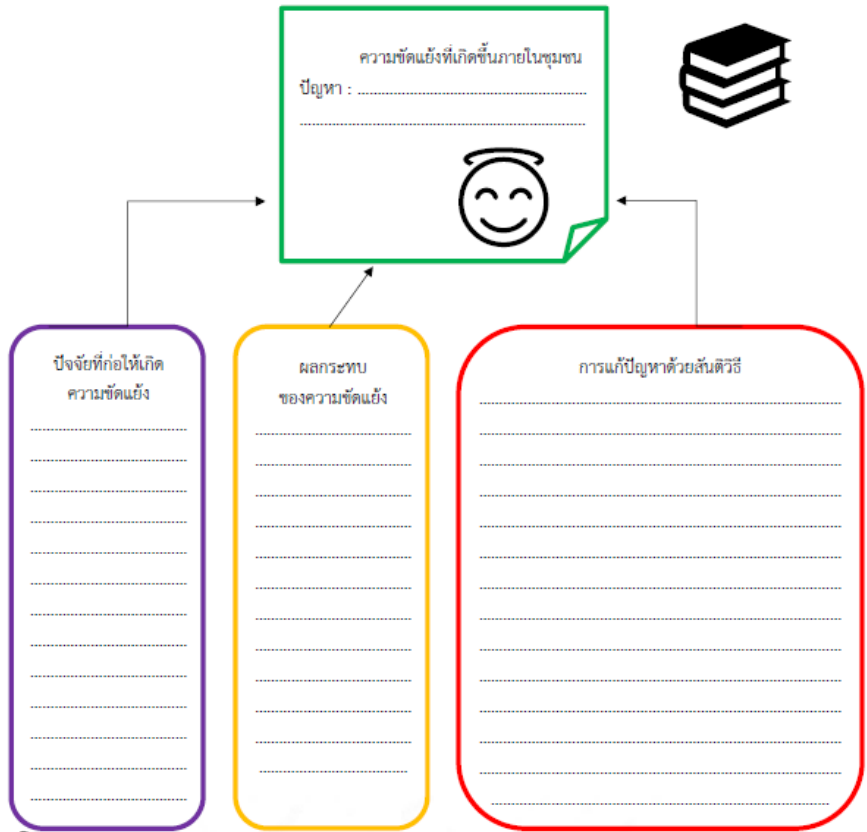 ความขัดแย้งที่เกิดขึ้นภายในชุมชน
ปัญหา : ............................................................
............................................................
ปัจจัยที่ก่อให้เกิด
ความขัดแย้ง
ผลกระทบ
ของความขัดแย้ง
การแก้ปัญหาด้วยสันติวิธี